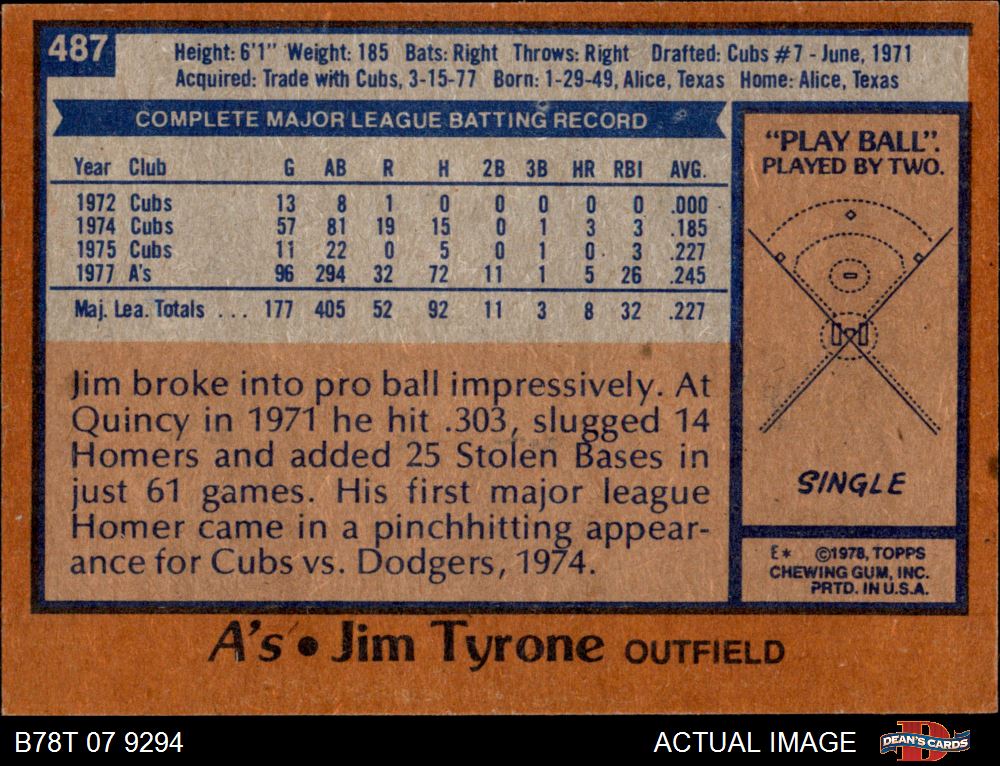 487
Height: 6'1" Weight: 185 Bats: Right Throws: Right Drafted: Cubs #7 - June, 1971
Acquired: Trade with Cubs, 3-15-77 Born: 1-29-49, Alice, Texas Home: Alice, Texas
COMPLETE MAJOR LEAGUE BATTING RECORD
Year Club G AB R H 2B 3B HR RBI AVG.
1972 Cubs 13 8 1 0 0 0 0 0 .000
1974 Cubs 57 81 19 15 0 1 3 3 .185
1975 Cubs 11 22 0 5 0 1 0 3 .227
1977 A's 96 294 32 72 11 1 5 26 .245
Maj. Lea. Totals ... 177 405 52 92 11 3 8 32 .227
Jim broke into pro ball impressively. At
Quincy in 1971 he hit .303, slugged 14
Homers and added 25 Stolen Bases in
just 61 games. His first major league
Homer came in a pinchhitting appear-
ance for Cubs vs. Dodgers, 1974.
"PLAY BALL":
PLAYED BY TWO.
SINGLE
E* ©1978, TOPPS
CHEWING GUM, INC.
PRTD. IN U.S.A.
A's • Jim Tyrone OUTFIELD
B78T 07 9294
ACTUAL IMAGE
D
DEAN'S CARDS